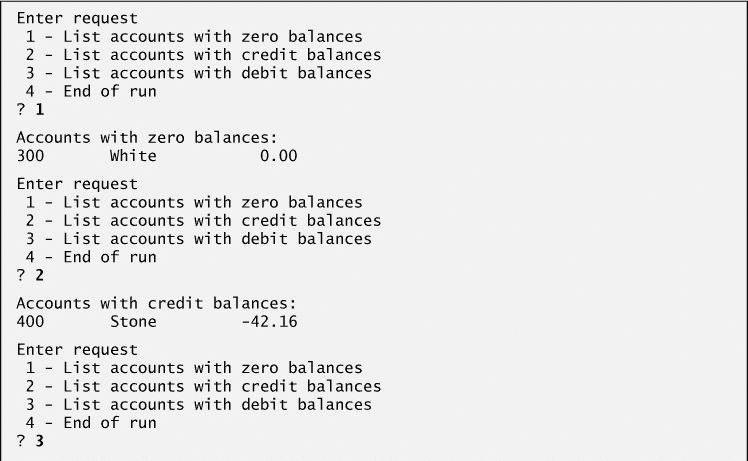 Enter request
 1 - List accounts with zero balances
 2 - List accounts with credit balances
 3 - List accounts with debit balances
 4 - End of run
? 1
Accounts with zero balances:
300       White           0.00
Enter request
 1 - List accounts with zero balances
 2 - List accounts with credit balances
 3 - List accounts with debit balances
 4 - End of run
? 2
Accounts with credit balances:
400       Stone         -42.16
Enter request
 1 - List accounts with zero balances
 2 - List accounts with credit balances
 3 - List accounts with debit balances
 4 - End of run
? 3